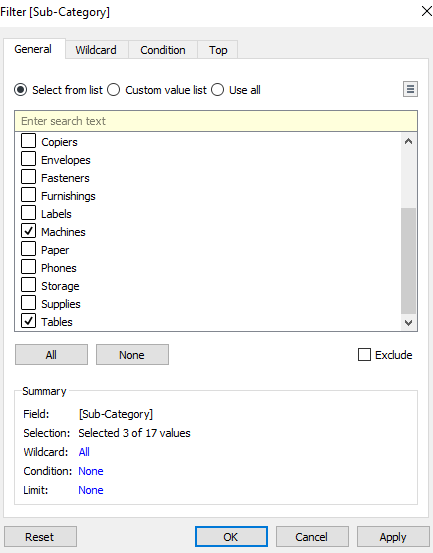 Filter [Sub-Category]
General Wildcard Condition Top
Select from list Custom value list Use all
Enter search text
Copiers
Envelopes
Fasteners
Furnishings
Labels
Machines
Paper
Phones
Storage
Supplies
Tables
All None Exclude
Summary
Field: [Sub-Category]
Selection: Selected 3 of 17 values
Wildcard: All
Condition: None
Limit: None
Reset OK Cancel Apply